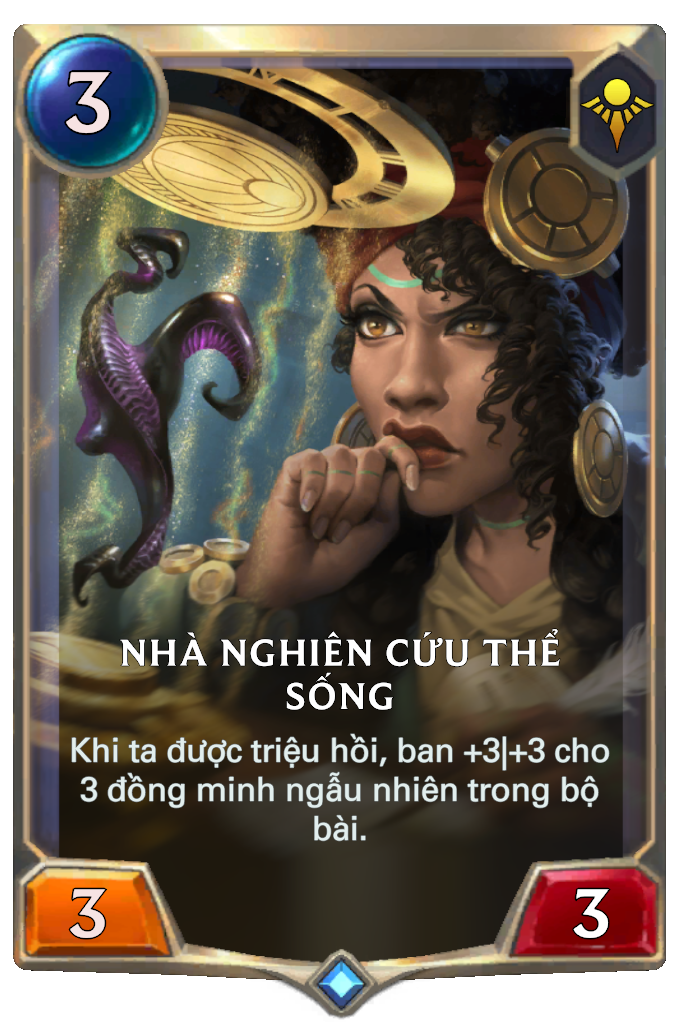 3
NHÀ NGHIÊN CỨU THỂ
SỐNG
Khi ta được triệu hồi, ban +3|+3 cho
3 đồng minh ngẫu nhiên trong bộ
bài.
3
3